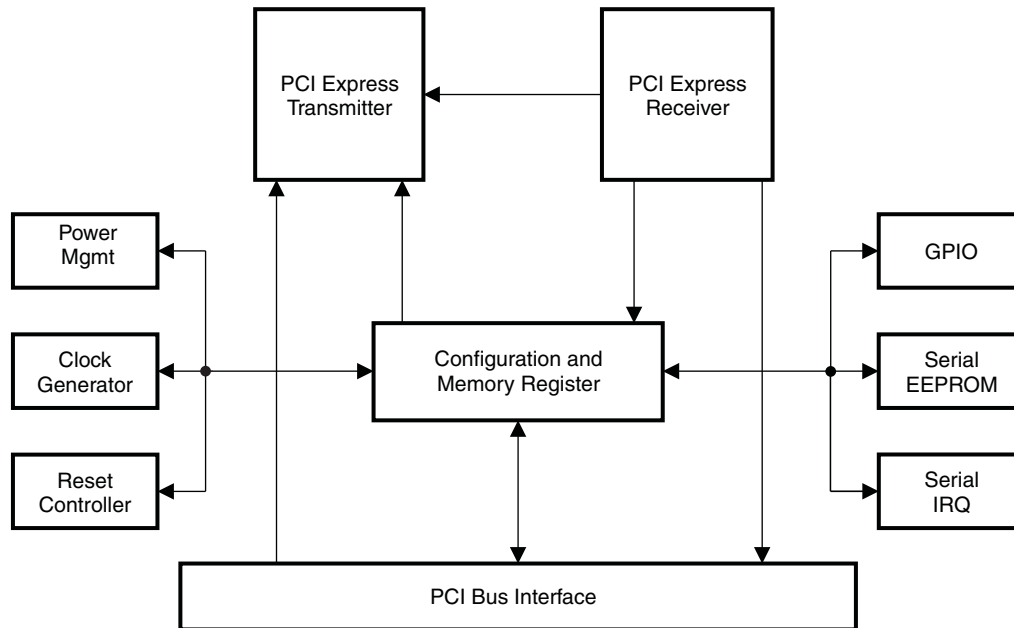 PCI Express
Transmitter
PCI Express
Receiver
Power
Mgmt
GPIO
Clock
Generator
Configuration and
Memory Register
Serial
EEPROM
Reset
Controller
Serial
IRQ
PCI Bus Interface